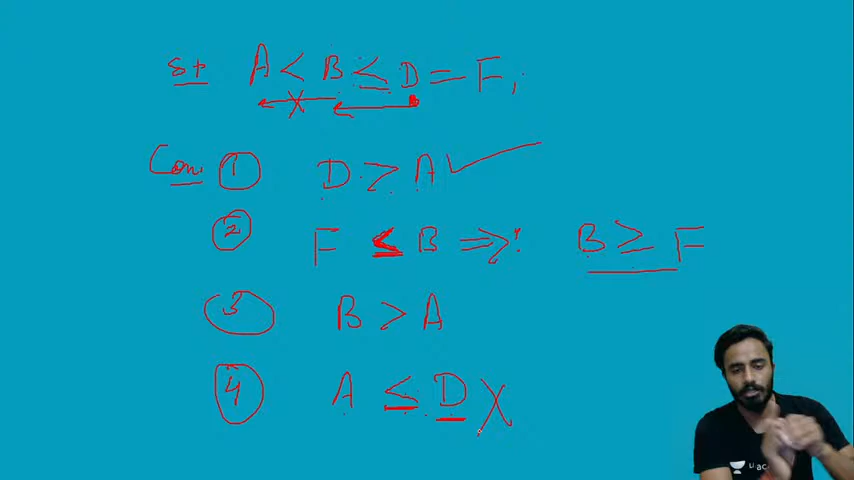 St A < B ≤ D = F,
Con. 1 D > A ✓
2 F ≤ B ⇒ B ≥ F
3 B > A
4 A ≤ D X